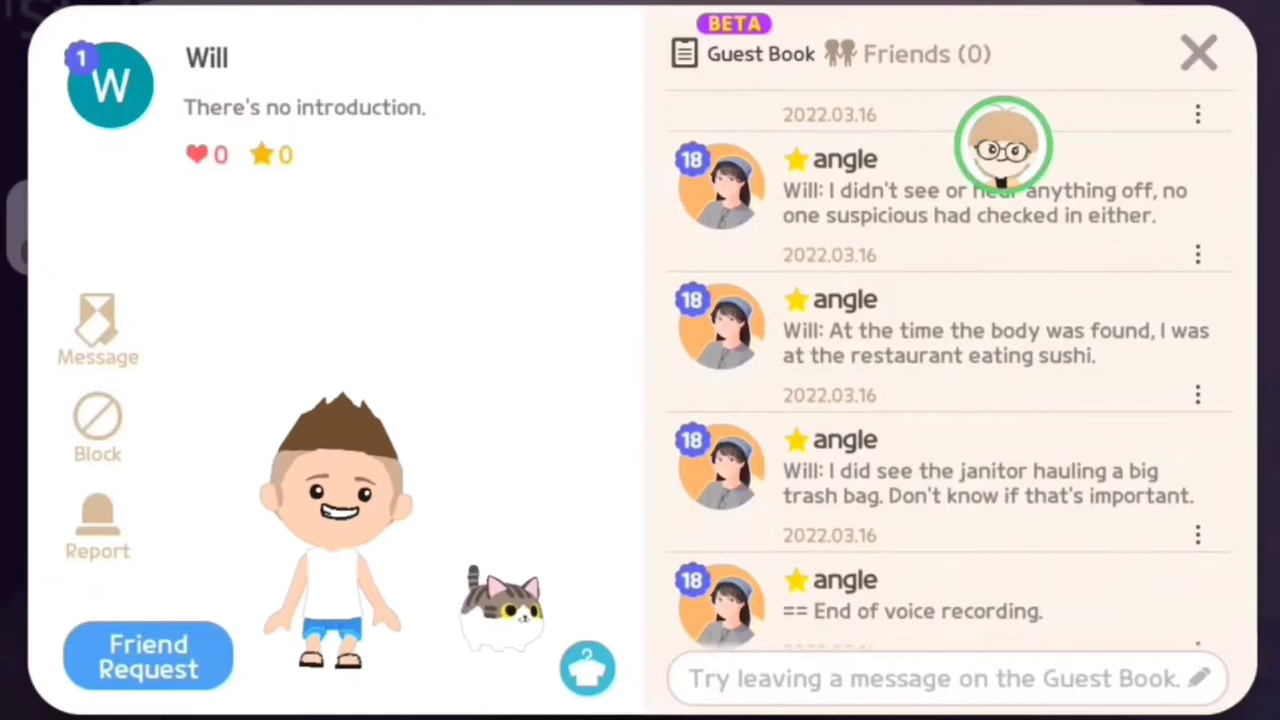 1
W
Will
There's no introduction.
0
0
Message
Block
Report
Friend
Request
BETA
Guest Book
Friends (0)
2022.03.16
18
angle
Will: I didn't see or hear anything off, no
one suspicious had checked in either.
2022.03.16
18
angle
Will: At the time the body was found, I was
at the restaurant eating sushi.
2022.03.16
18
angle
Will: I did see the janitor hauling a big
trash bag. Don't know if that's important.
2022.03.16
18
angle
== End of voice recording.
Try leaving a message on the Guest Book.